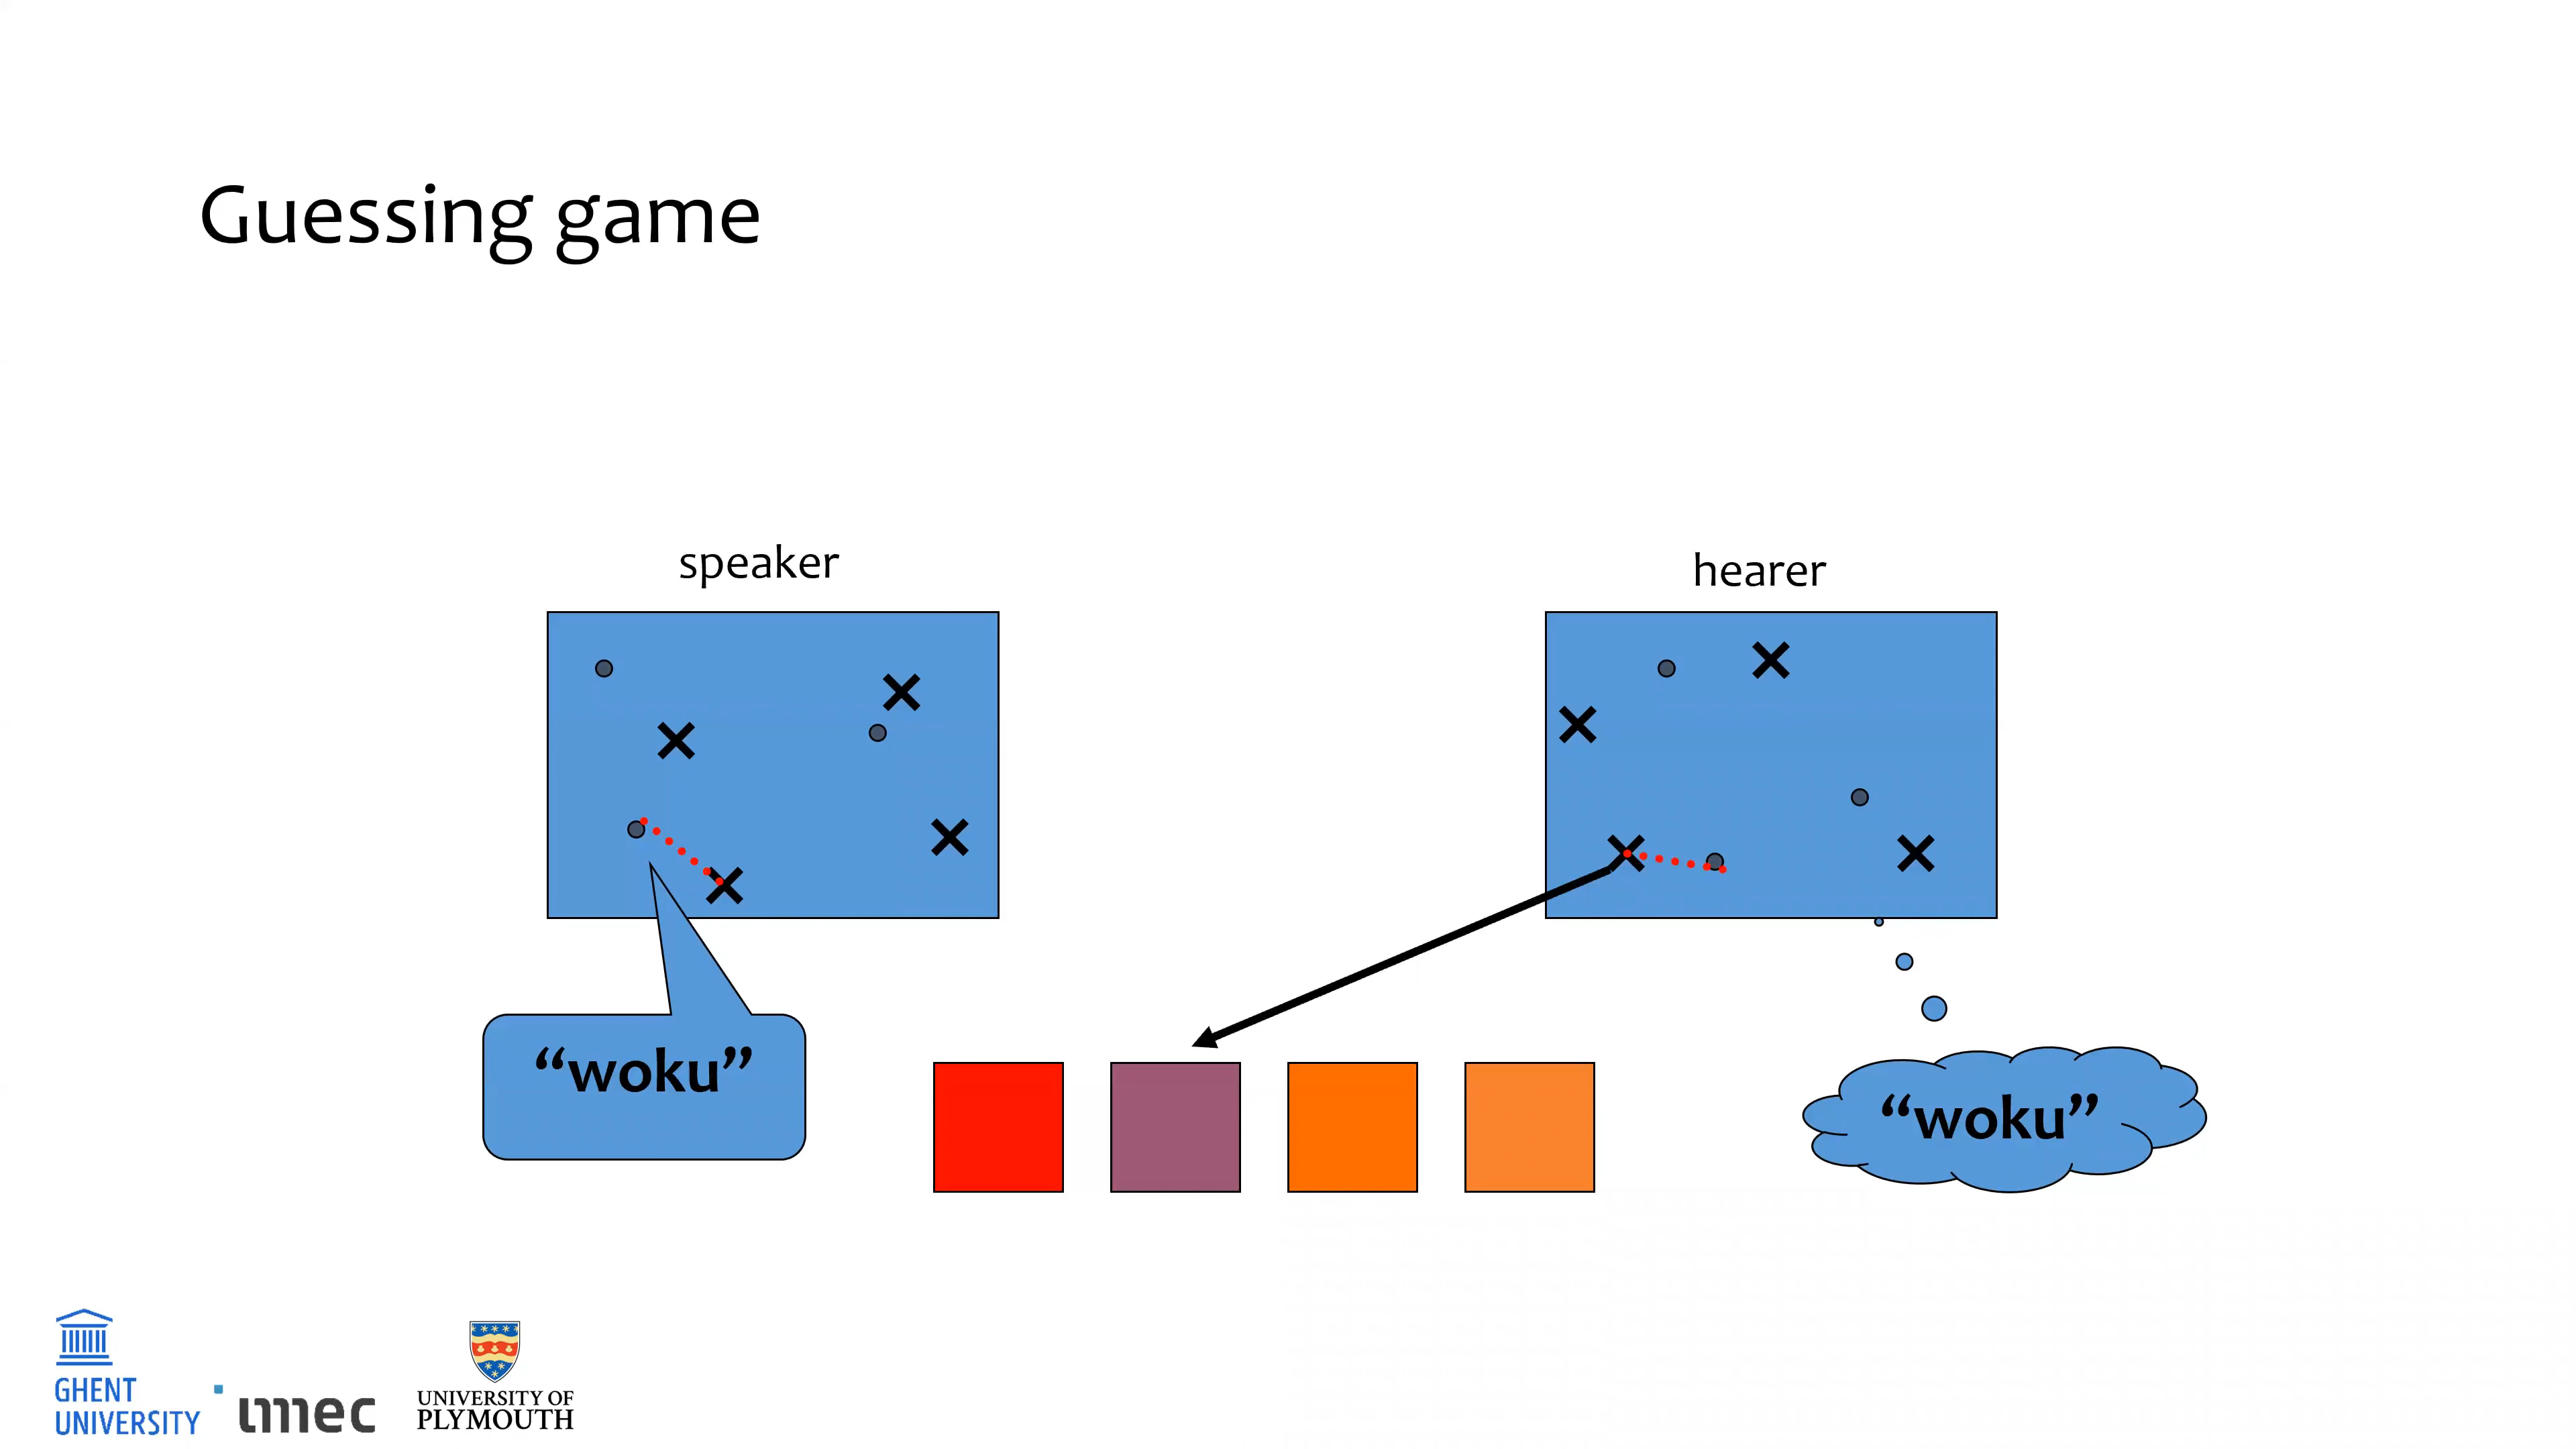 Guessing game
speaker
hearer
“woku”
“woku”
GHENT
UNIVERSITY
imec
UNIVERSITY OF
PLYMOUTH